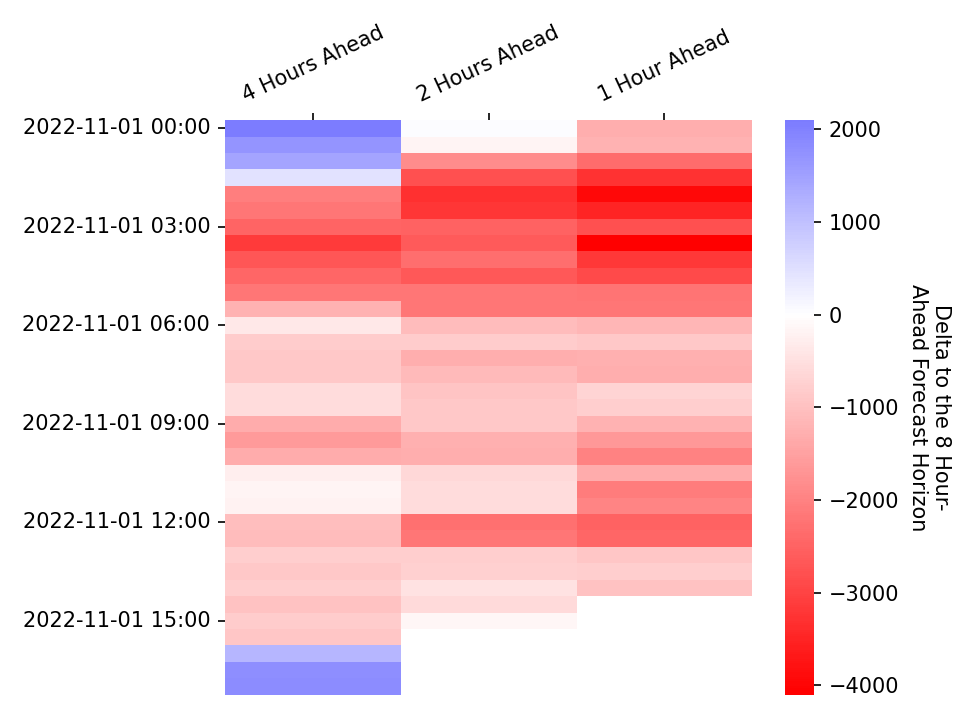 4 Hours Ahead
2 Hours Ahead
1 Hour Ahead
2022-11-01 00:00
2022-11-01 03:00
2022-11-01 06:00
2022-11-01 09:00
2022-11-01 12:00
2022-11-01 15:00
2000
1000
0
−1000
−2000
−3000
−4000
Delta to the 8 Hour-
Ahead Forecast Horizon